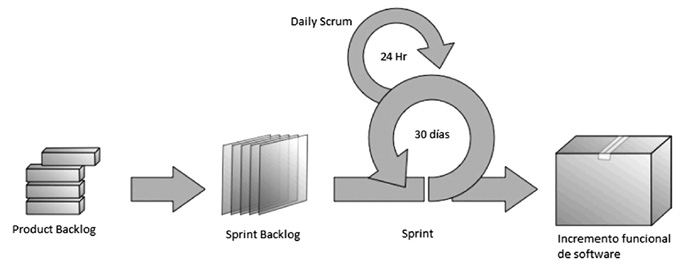 Daily Scrum
24 Hr
30 días
Product Backlog
Sprint Backlog
Sprint
Incremento funcional
de software